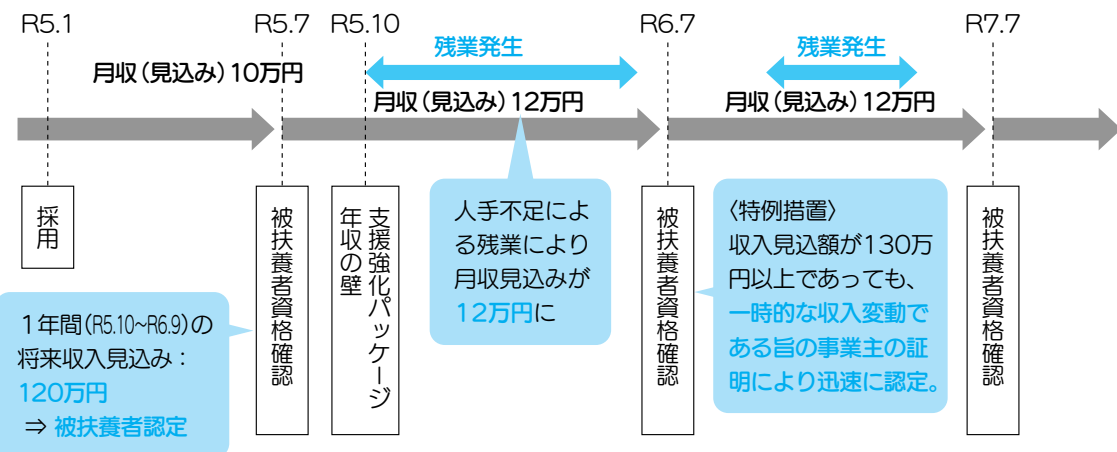 R5.1
R5.7
R5.10
R6.7
R7.7
残業発生
残業発生
月収(見込み)10万円
月収(見込み)12万円
月収(見込み)12万円
採用
被扶養者資格確認
年収の壁
支援強化パッケージ
人手不足によ
る残業により
月収見込みが
12万円に
被扶養者資格確認
〈特例措置〉
収入見込額が130万
円以上であっても、
一時的な収入変動で
ある旨の事業主の証
明により迅速に認定。
被扶養者資格確認
1年間(R5.10~R6.9)の
将来収入見込み:
120万円
⇒ 被扶養者認定